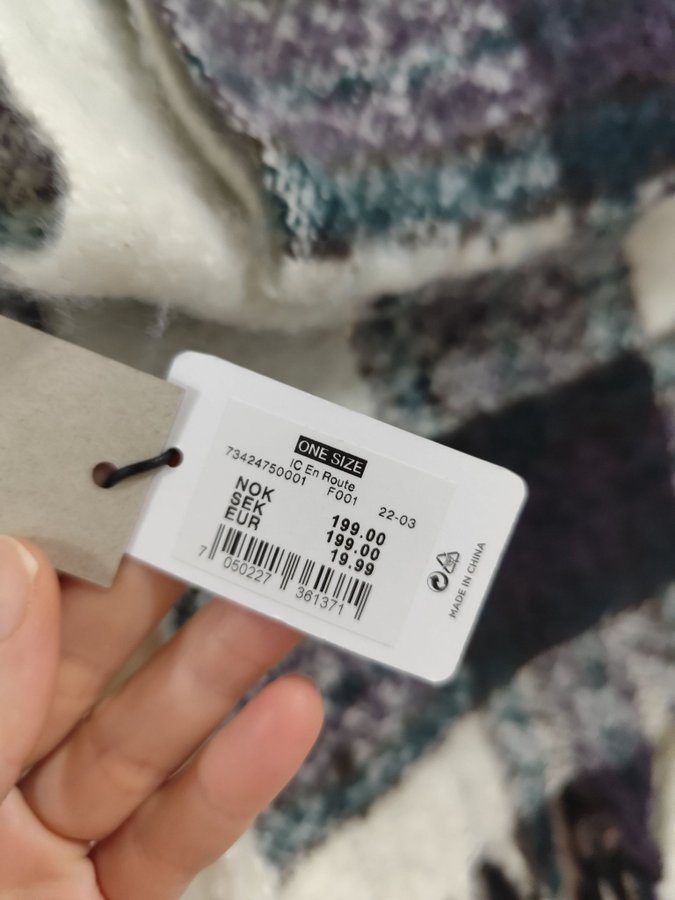 ONE SIZE
IC En Route
73424750001 F001 22-03
NOK 199.00
SEK 199.00
EUR 19.99
7 050227 361371
MADE IN CHINA